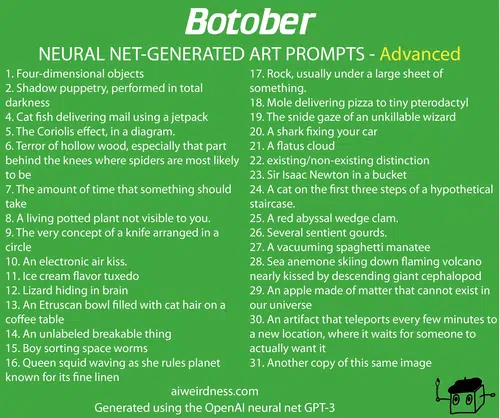 Botober
NEURAL NET-GENERATED ART PROMPTS - Advanced
1. Four-dimensional objects
2. Shadow puppetry, performed in total
darkness
4. Cat fish delivering mail using a jetpack
5. The Coriolis effect, in a diagram.
6. Terror of hollow wood, especially that part
behind the knees where spiders are most likely
to be
7. The amount of time that something should
take
8. A living potted plant not visible to you.
9. The very concept of a knife arranged in a
circle
10. An electronic air kiss.
11. Ice cream flavor tuxedo
12. Lizard hiding in brain
13. An Etruscan bowl filled with cat hair on a
coffee table
14. An unlabeled breakable thing
15. Boy sorting space worms
16. Queen squid waving as she rules planet
known for its fine linen
17. Rock, usually under a large sheet of
something.
18. Mole delivering pizza to tiny pterodactyl
19. The snide gaze of an unkillable wizard
20. A shark fixing your car
21. A flatus cloud
22. existing/non-existing distinction
23. Sir Isaac Newton in a bucket
24. A cat on the first three steps of a hypothetical
staircase.
25. A red abyssal wedge clam.
26. Several sentient gourds.
27. A vacuuming spaghetti manatee
28. Sea anemone skiing down flaming volcano
nearly kissed by descending giant cephalopod
29. An apple made of matter that cannot exist in
our universe
30. An artifact that teleports every few minutes to
a new location, where it waits for someone to
actually want it
31. Another copy of this same image
aiweirdness.com
Generated using the OpenAI neural net GPT-3